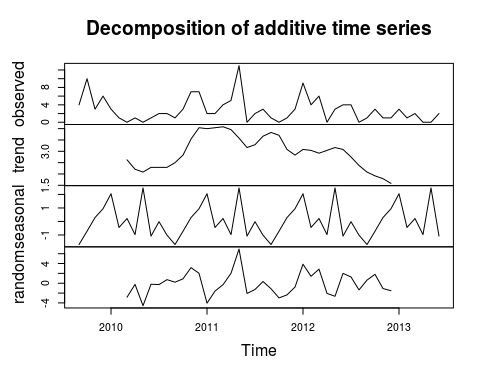 Decomposition of additive time series
observed
0 4 8
trend
1.5 3.0
seasonal
-1 1
random
-4 0 4
2010 2011 2012 2013
Time